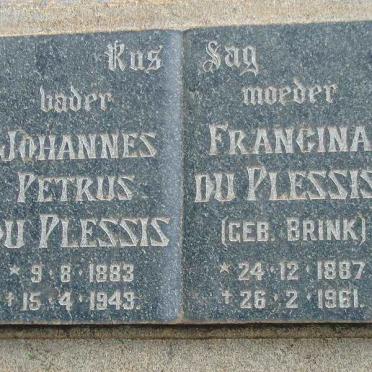 Rus
vader
JOHANNES
PETRUS
DU PLESSIS
* 9 · 8 · 1883
† 15 · 4 · 1943.
Sag
moeder
FRANCINA
DU PLESSIS
(GEB. BRINK)
* 24 · 12 · 1887
† 26 · 2 · 1961.